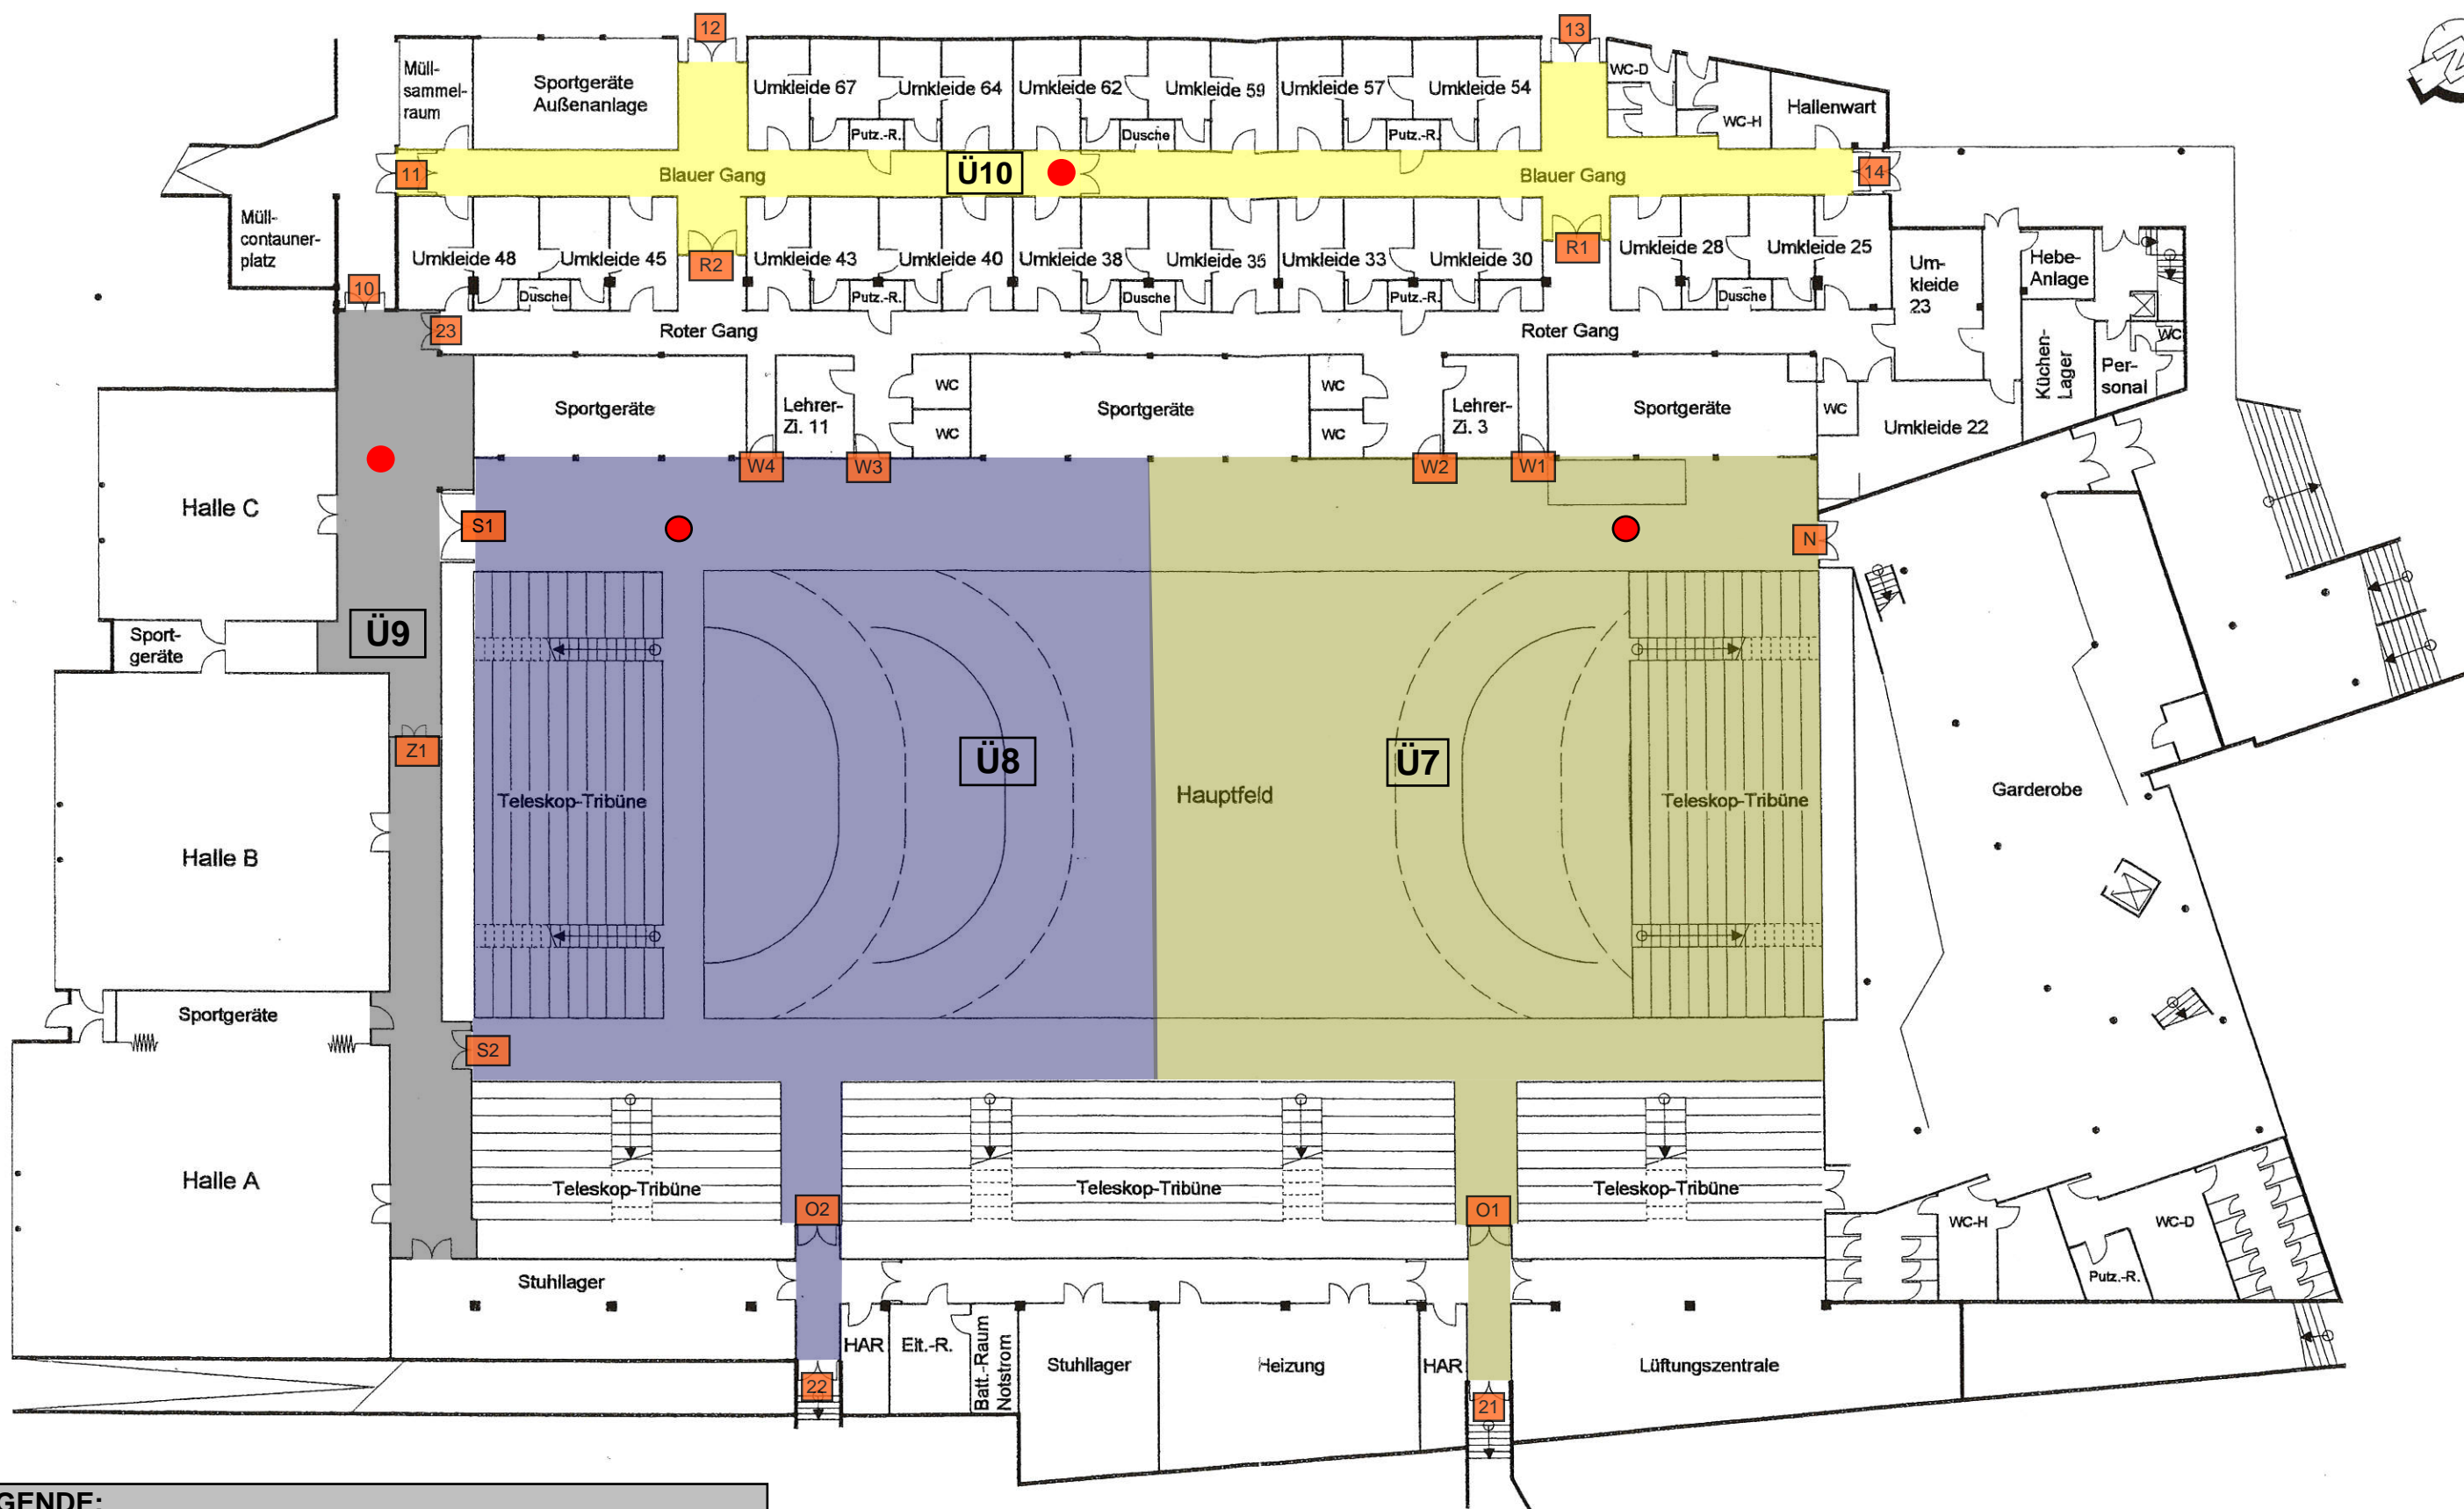 12
13
Müll-
sammel-
raum
Sportgeräte
Außenanlage
Umkleide 67
Umkleide 64
Umkleide 62
Umkleide 59
Umkleide 57
Umkleide 54
WC-D
WC-H
Hallenwart
Putz.-R.
Dusche
Putz.-R.
11
Blauer Gang
Ü10
Blauer Gang
14
Müll-
contauner-
platz
Umkleide 48
Umkleide 45
R2
Umkleide 43
Umkleide 40
Umkleide 38
Umkleide 35
Umkleide 33
Umkleide 30
R1
Umkleide 28
Umkleide 25
Um-
kleide
23
Hebe-
Anlage
10
Dusche
Putz.-R.
Dusche
Putz.-R.
Dusche
23
Roter Gang
Roter Gang
WC
Küchen-
Lager
Per-
sonal
Sportgeräte
Lehrer-
Zi. 11
WC
WC
Sportgeräte
WC
WC
Lehrer-
Zi. 3
Sportgeräte
WC
Umkleide 22
W4
W3
W2
W1
Halle C
S1
N
Sport-
geräte
Ü9
Z1
Ü8
Ü7
Hauptfeld
Teleskop-Tribüne
Teleskop-Tribüne
Garderobe
Halle B
Sportgeräte
S2
Halle A
Teleskop-Tribüne
O2
Teleskop-Tribüne
O1
Teleskop-Tribüne
WC-H
WC-D
Putz.-R.
Stuhllager
HAR
Elt.-R.
Batt.-Raum
Notstrom
Stuhllager
Heizung
HAR
Lüftungszentrale
22
21
GENDE: